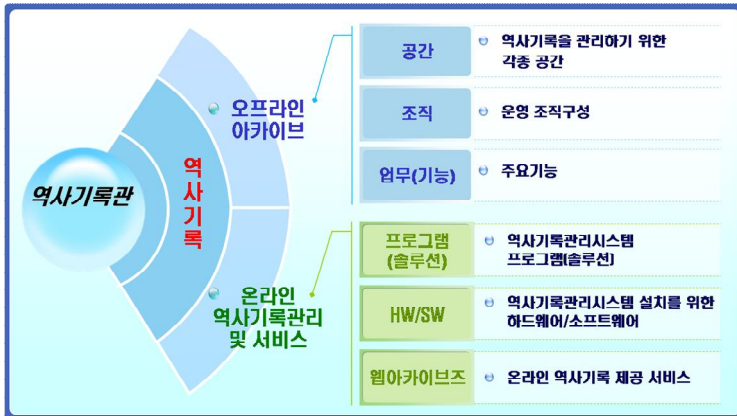 역사기록관
역사기록
오프라인
아카이브
공간
역사기록을 관리하기 위한
각종 공간
조직
운영 조직구성
업무(기능)
주요기능
온라인
역사기록관리
및 서비스
프로그램
(솔루션)
역사기록관리시스템
프로그램(솔루션)
HW/SW
역사기록관리시스템 설치를 위한
하드웨어/소프트웨어
웹아카이브즈
온라인 역사기록 제공 서비스